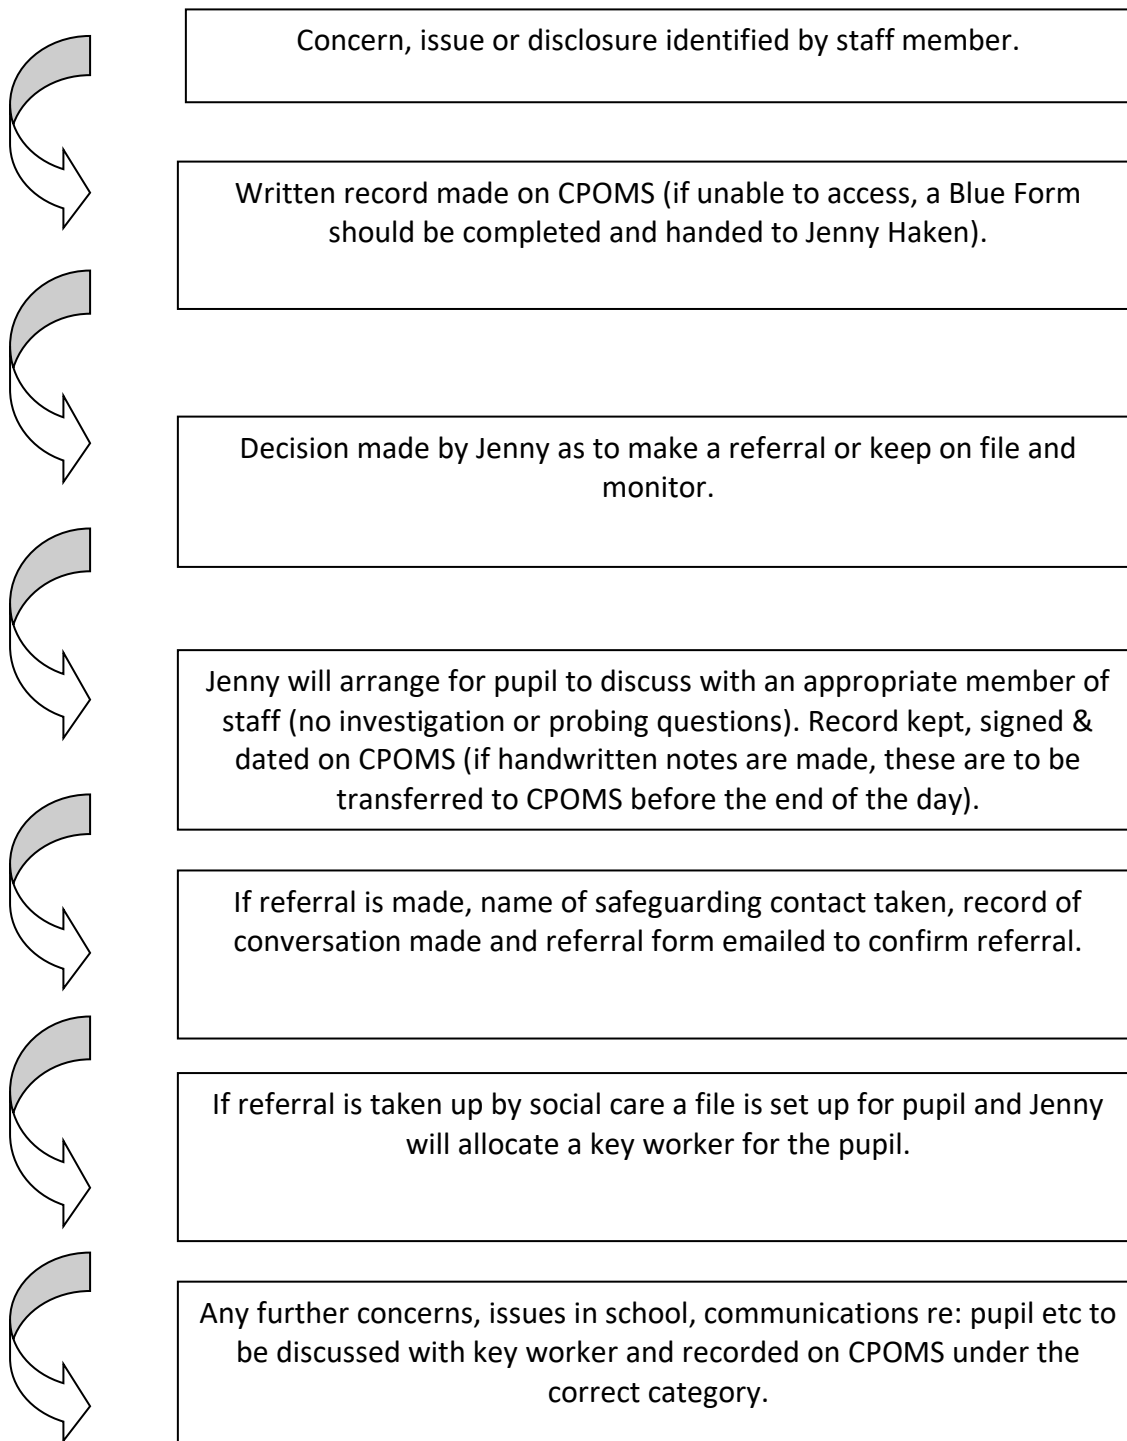 Concern, issue or disclosure identified by staff member.
Written record made on CPOMS (if unable to access, a Blue Form
should be completed and handed to Jenny Haken).
Decision made by Jenny as to make a referral or keep on file and
monitor.
Jenny will arrange for pupil to discuss with an appropriate member of
staff (no investigation or probing questions). Record kept, signed &
dated on CPOMS (if handwritten notes are made, these are to be
transferred to CPOMS before the end of the day).
If referral is made, name of safeguarding contact taken, record of
conversation made and referral form emailed to confirm referral.
If referral is taken up by social care a file is set up for pupil and Jenny
will allocate a key worker for the pupil.
Any further concerns, issues in school, communications re: pupil etc to
be discussed with key worker and recorded on CPOMS under the
correct category.